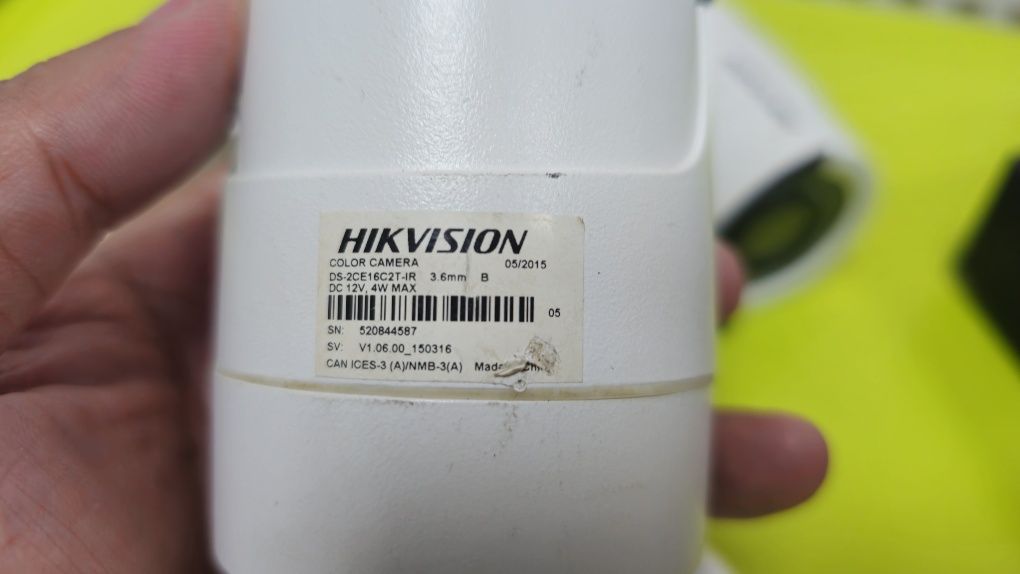 HIKVISION
COLOR CAMERA 05/2015
DS-2CE16C2T-IR 3.6mm B
DC 12V, 4W MAX
05
SN: 520844587
SV: V1.06.00_150316
CAN ICES-3 (A)/NMB-3(A)